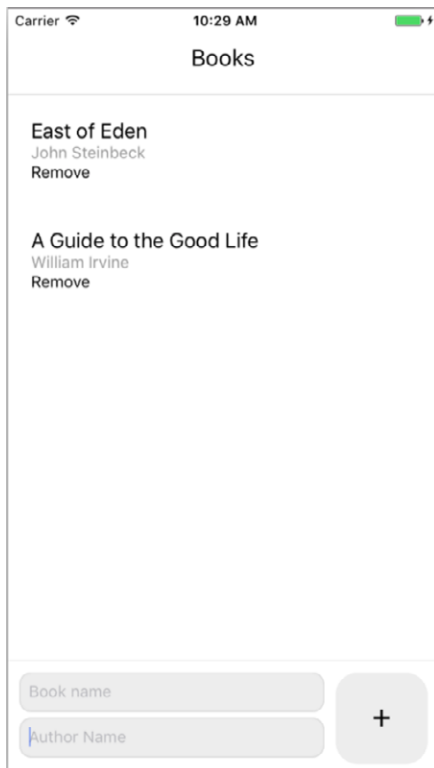 Carrier 10:29 AM
Books
East of Eden
John Steinbeck
Remove
A Guide to the Good Life
William Irvine
Remove
Book name
Author Name
+